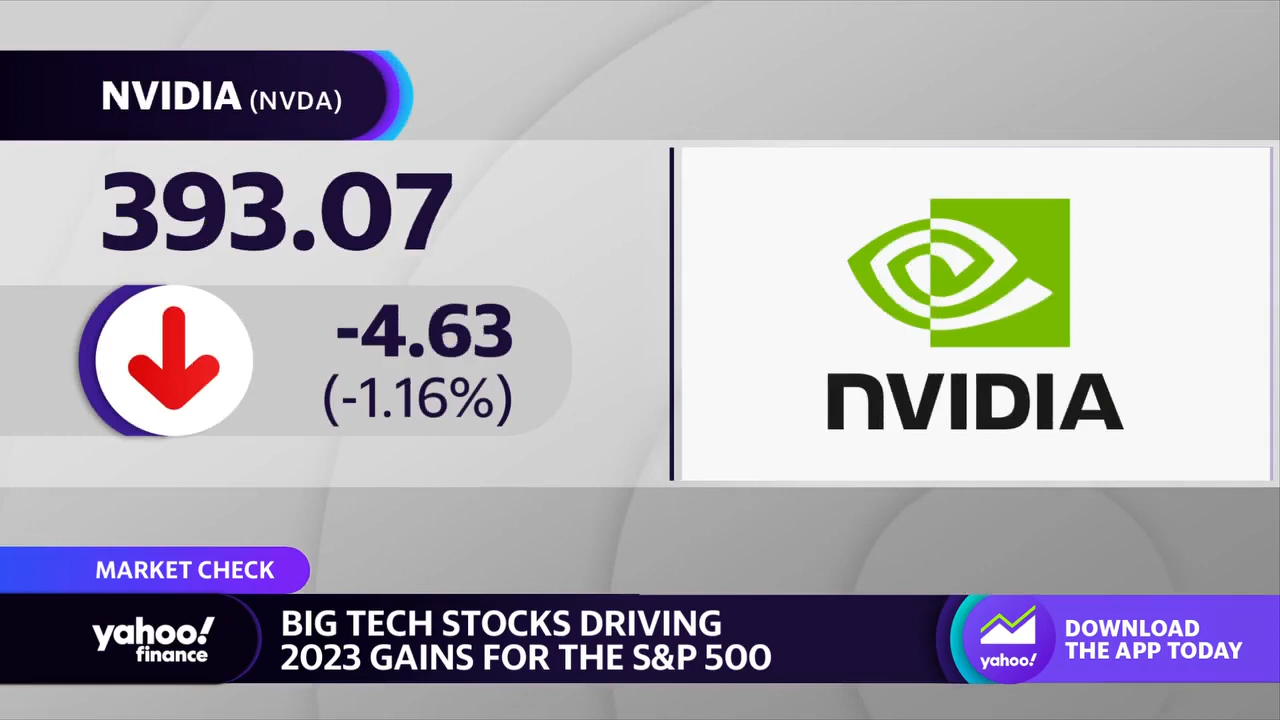 NVIDIA (NVDA)
393.07
-4.63
(-1.16%)
NVIDIA
MARKET CHECK
yahoo!
finance
BIG TECH STOCKS DRIVING
2023 GAINS FOR THE S&P 500
yahoo!
DOWNLOAD
THE APP TODAY